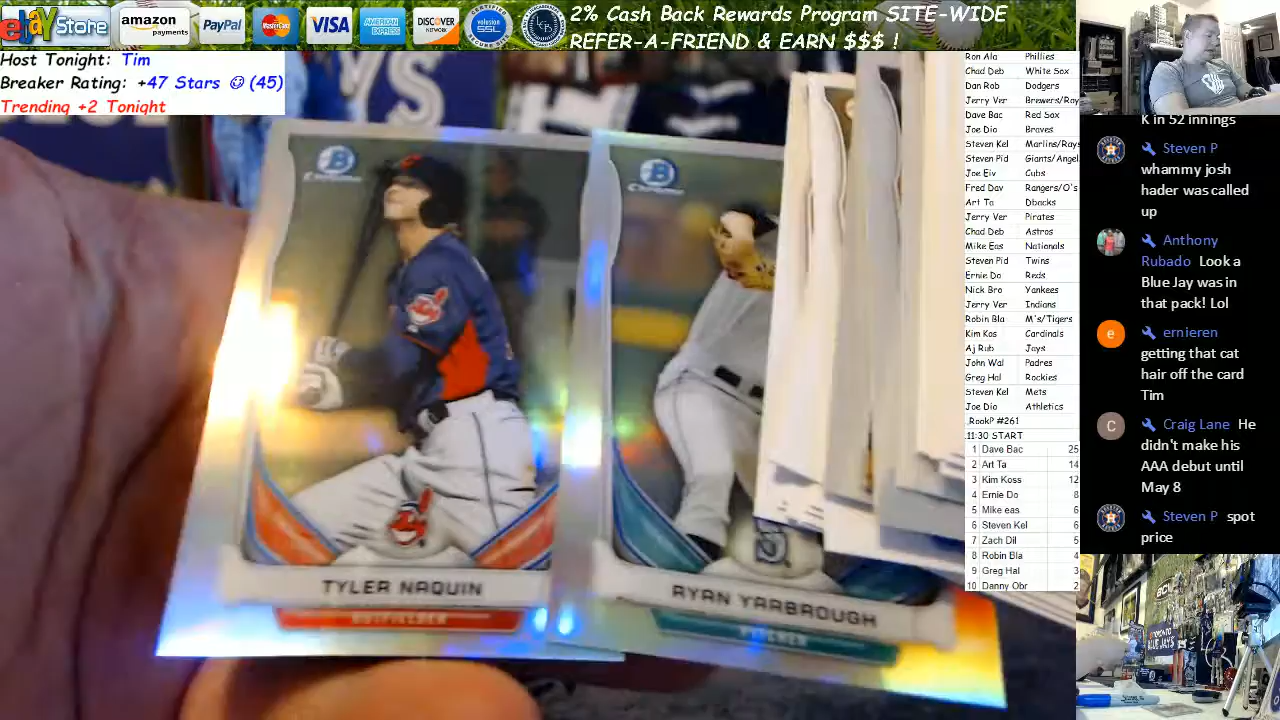 ebay Store
amazon
payments
PayPal
MasterCard
VISA
AMERICAN
EXPRESS
DISCOVER
NETWORK
volusion
SSL
2% Cash Back Rewards Program SITE-WIDE
REFER-A-FRIEND & EARN $$$ !
Host Tonight: Tim
Breaker Rating: +47 Stars ☺ (45)
Trending +2 Tonight
B
B
TYLER NAQUIN
OUTFIELDER
RYAN YARBROUGH
PITCHER
Ron Ala Phillies
Chad Deb White Sox
Dan Rob Dodgers
Jerry Ver Brewers/Ray
Dave Bac Red Sox
Joe Dio Braves
Steven Kel Marlins/Rays
Steven Pid Giants/Angel
Joe Eiv Cubs
Fred Dav Rangers/O's
Art Ta Dbacks
Jerry Ver Pirates
Chad Deb Astros
Mike Eas Nationals
Steven Pid Twins
Ernie Do Reds
Nick Bro Yankees
Jerry Ver Indians
Robin Bla M's/Tigers
Kim Kos Cardinals
Aj Rub Jays
John Wal Padres
Greg Hal Rockies
Steven Kel Mets
Joe Dio Athletics
RookP #261
11:30 START
1 Dave Bac 25
2 Art Ta 14
3 Kim Koss 12
4 Ernie Do 8
5 Mike eas 6
6 Steven Kel 6
7 Zach Dil 5
8 Robin Bla 4
9 Greg Hal 3
10 Danny Obr 2
K in 52 innings
Steven P
whammy josh
hader was called
up
Anthony
Rubado Look a
Blue Jay was in
that pack! Lol
e ernieren
getting that cat
hair off the card
Tim
C Craig Lane He
didn't make his
AAA debut until
May 8
Steven P spot
price